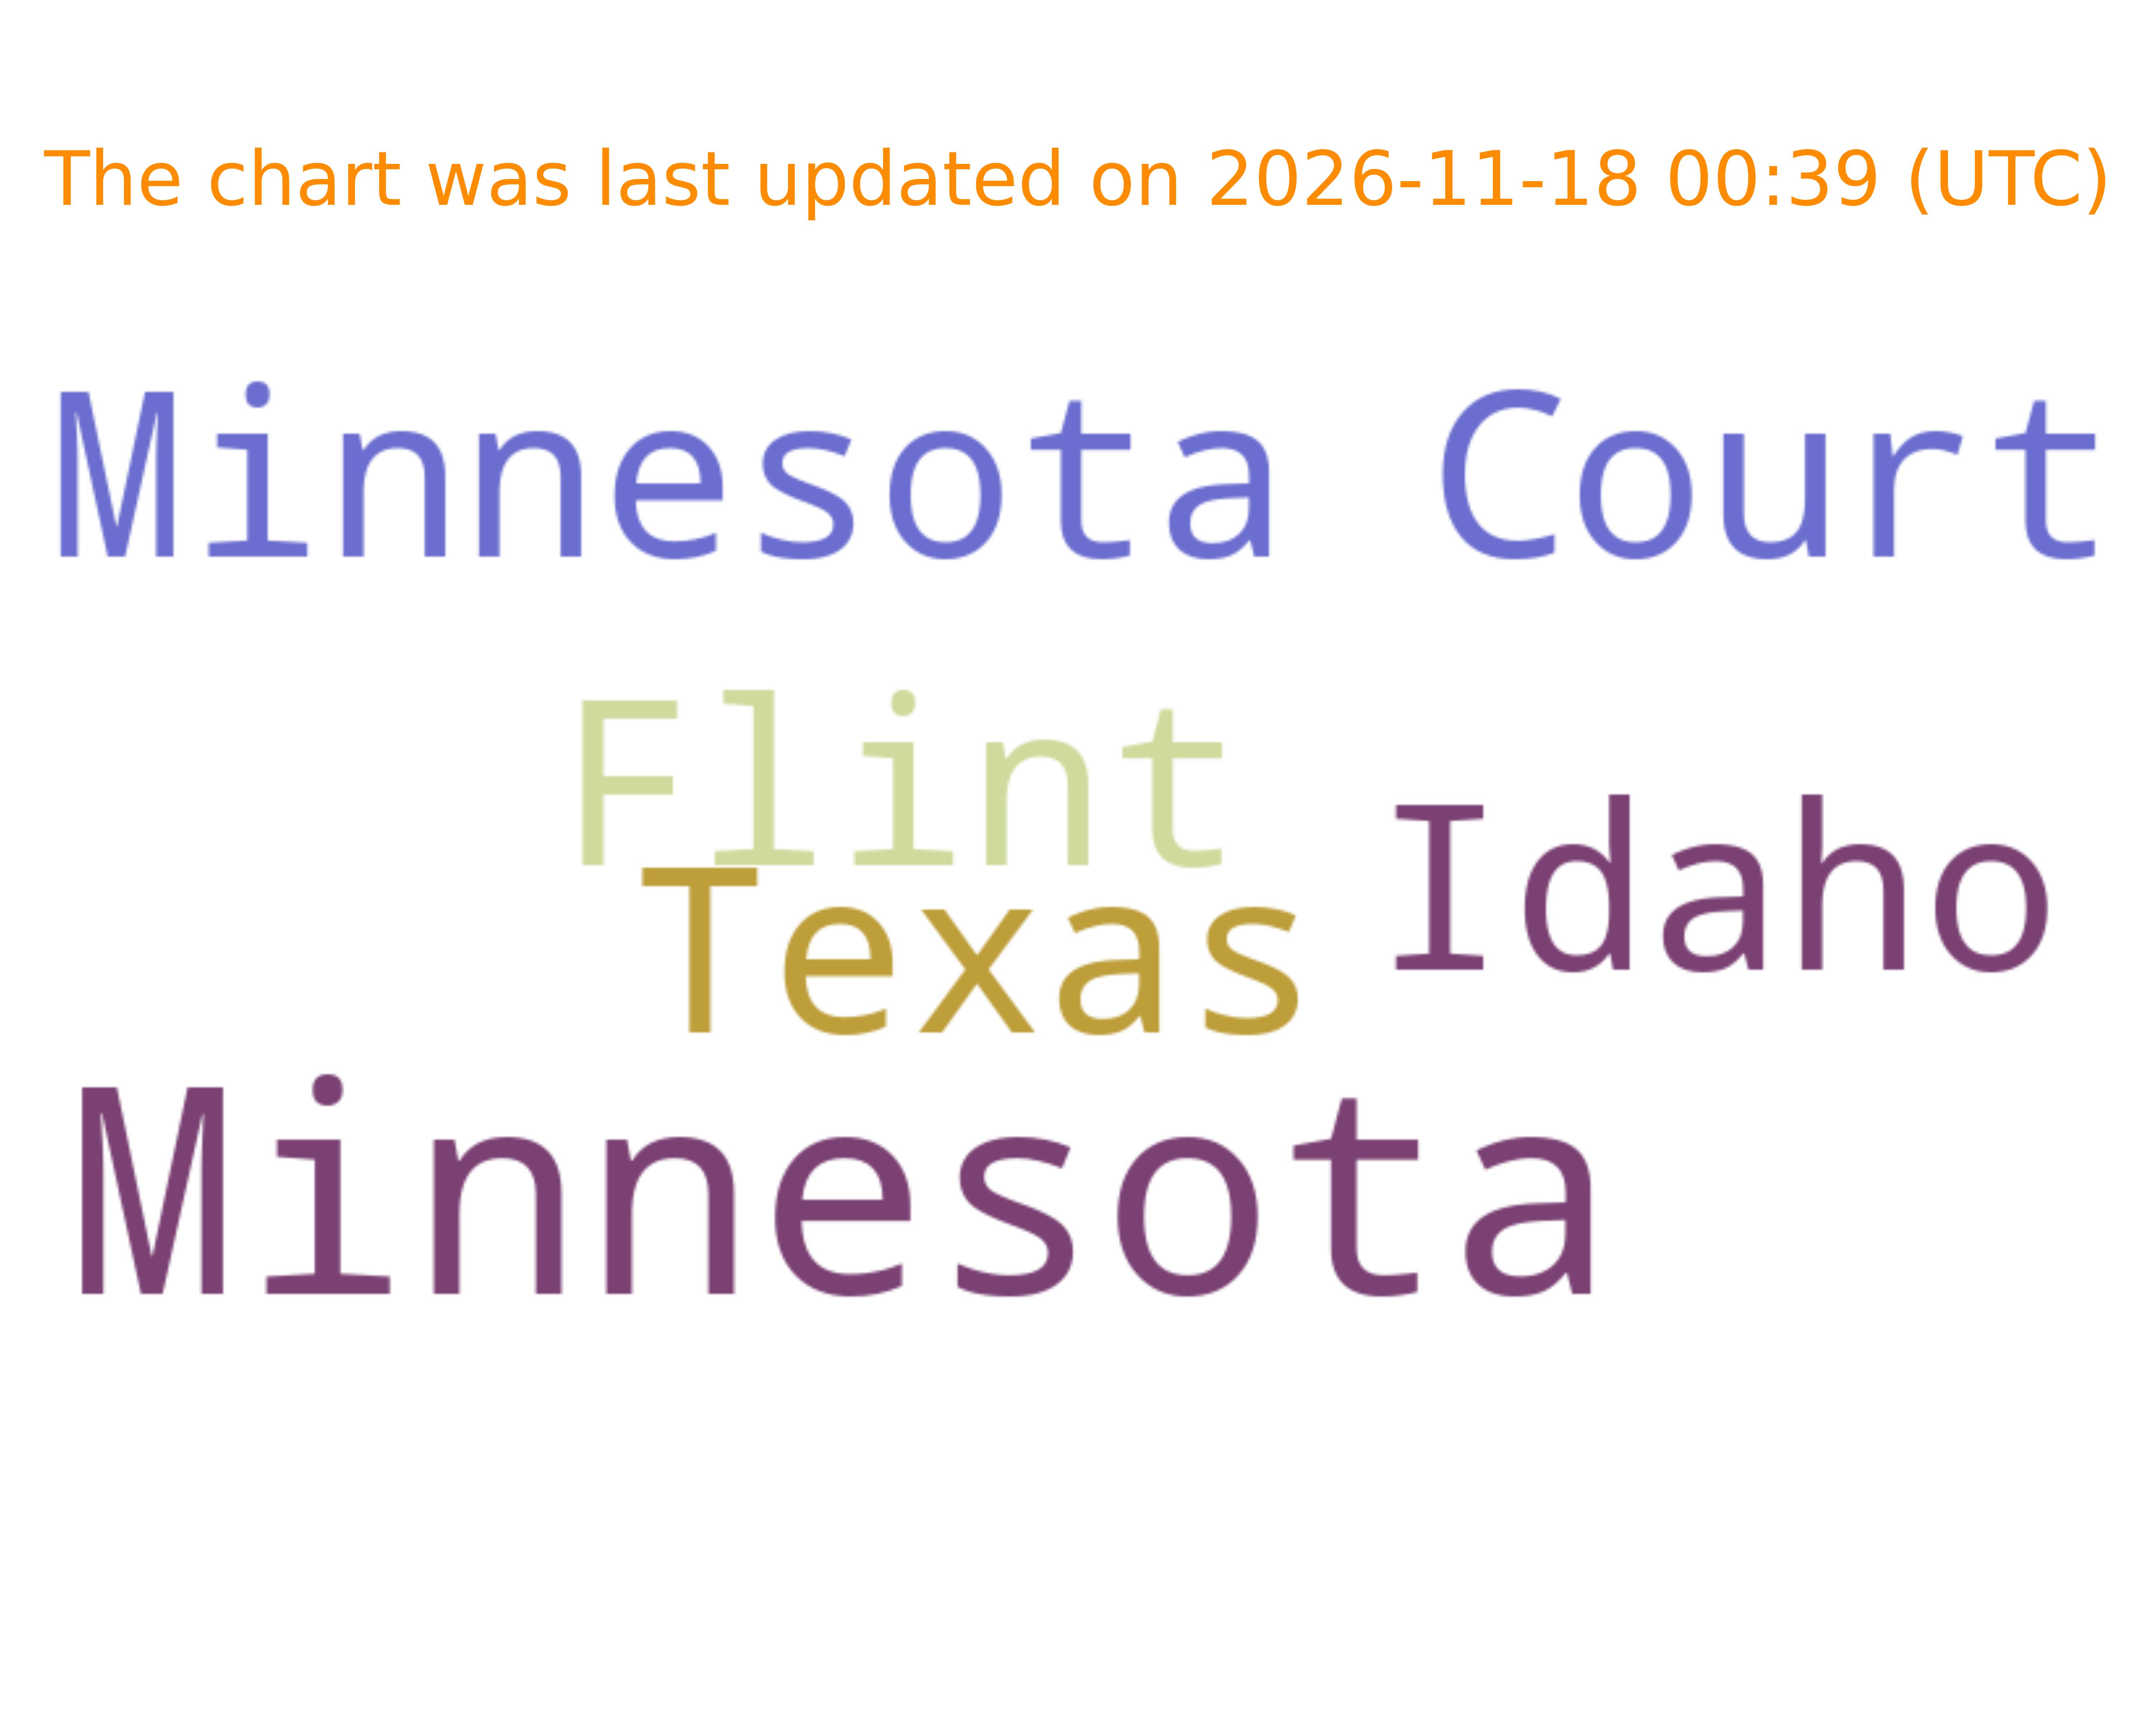 The chart was last updated on 2026-11-18 00:39 (UTC)
Minnesota Court
Flint
Idaho
Texas
Minnesota